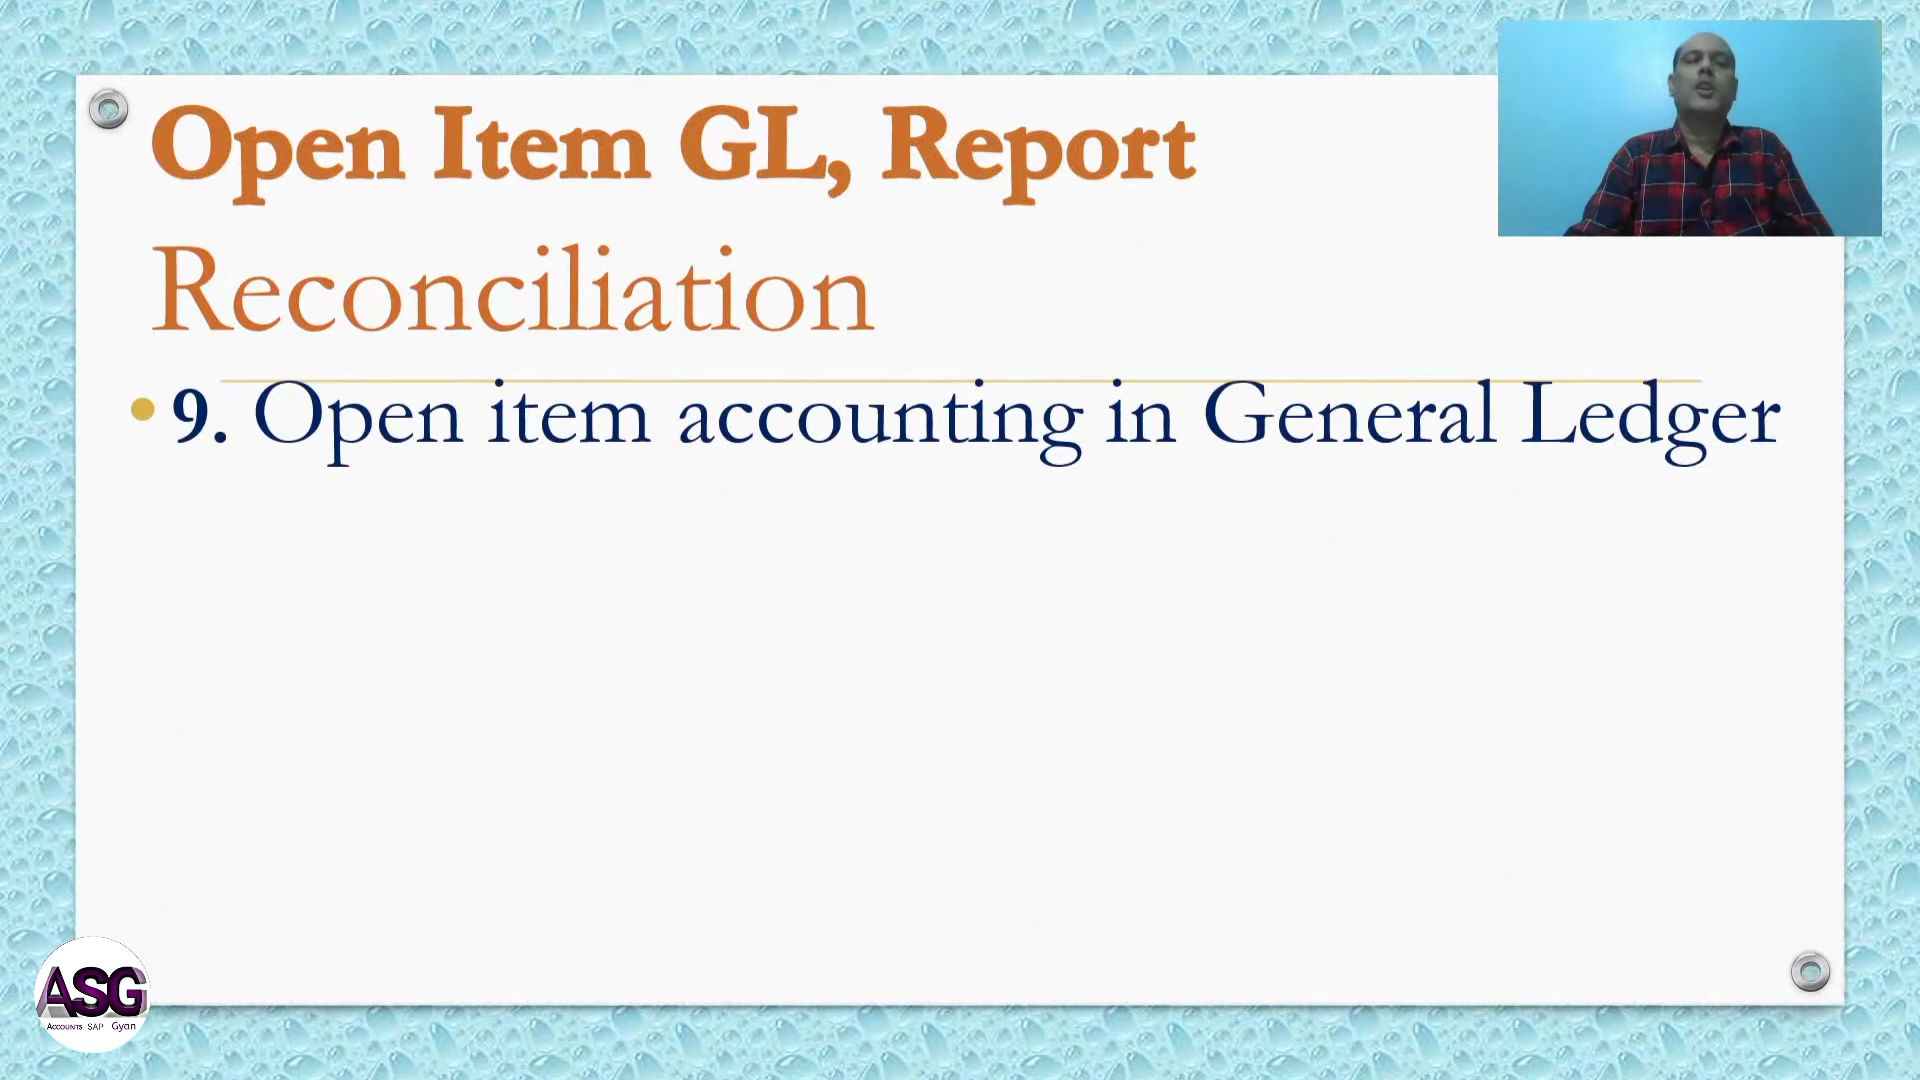 Open Item GL, Report
Reconciliation
• 9. Open item accounting in General Ledger
ASG
Accounts SAP Gyan